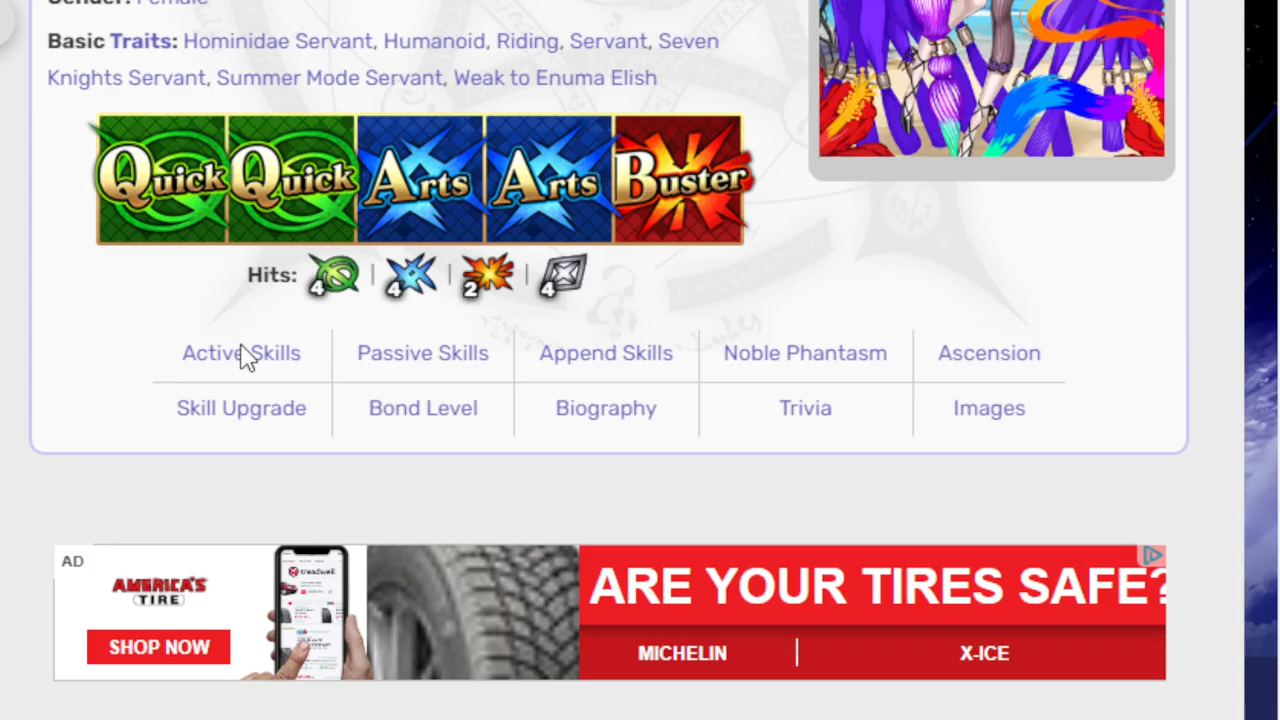 Gender: Female
Basic Traits: Hominidae Servant, Humanoid, Riding, Servant, Seven
Knights Servant, Summer Mode Servant, Weak to Enuma Elish
Quick Quick Arts Arts Buster
Hits: 4 | 4 | 2 | 4
Active Skills Passive Skills Append Skills Noble Phantasm Ascension
Skill Upgrade Bond Level Biography Trivia Images
AD
AMERICA'S
TIRE
SHOP NOW
treadwell
ARE YOUR TIRES SAFE?
MICHELIN | X-ICE